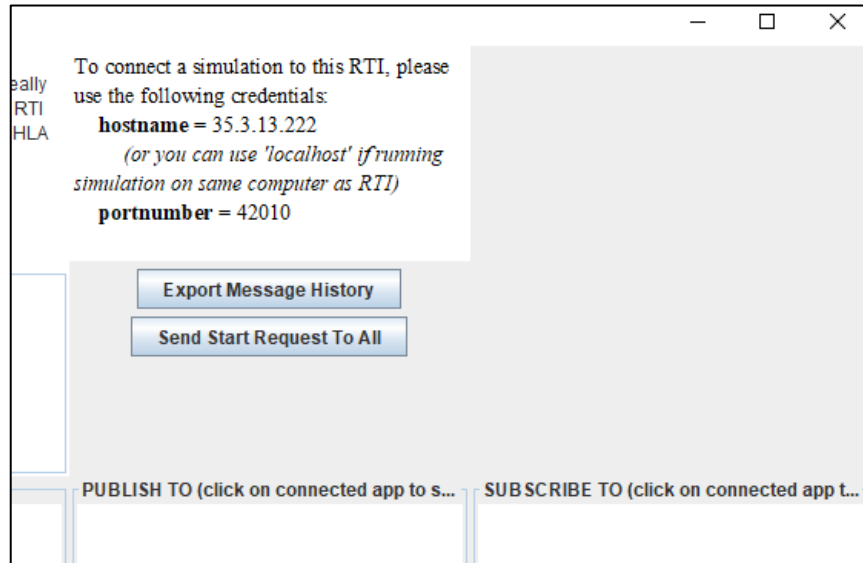 To connect a simulation to this RTI, please
use the following credentials:
hostname = 35.3.13.222
(or you can use 'localhost' if running
simulation on same computer as RTI)
portnumber = 42010
RTI
HLA
Export Message History
Send Start Request To All
PUBLISH TO (click on connected app to s...
SUBSCRIBE TO (click on connected app t...